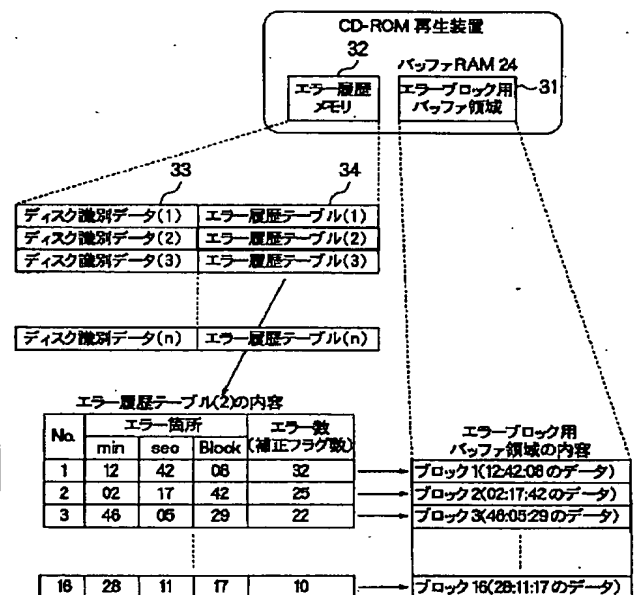 CD-ROM 再生装置
32
バッファRAM 24
エラー履歴
メモリ
エラーブロック用
バッファ領域
31
33
34
ディスク識別データ(1) エラー履歴テーブル(1)
ディスク識別データ(2) エラー履歴テーブル(2)
ディスク識別データ(3) エラー履歴テーブル(3)
ディスク識別データ(n) エラー履歴テーブル(n)
エラー履歴テーブル(2)の内容
No. エラー箇所 エラー数
min sec Block (補正フラグ数)
1 12 42 08 32
2 02 17 42 25
3 46 05 29 22
16 28 11 17 10
エラーブロック用
バッファ領域の内容
ブロック1(12:42:08のデータ)
ブロック2(02:17:42のデータ)
ブロック3(46:05:29のデータ)
ブロック16(28:11:17のデータ)